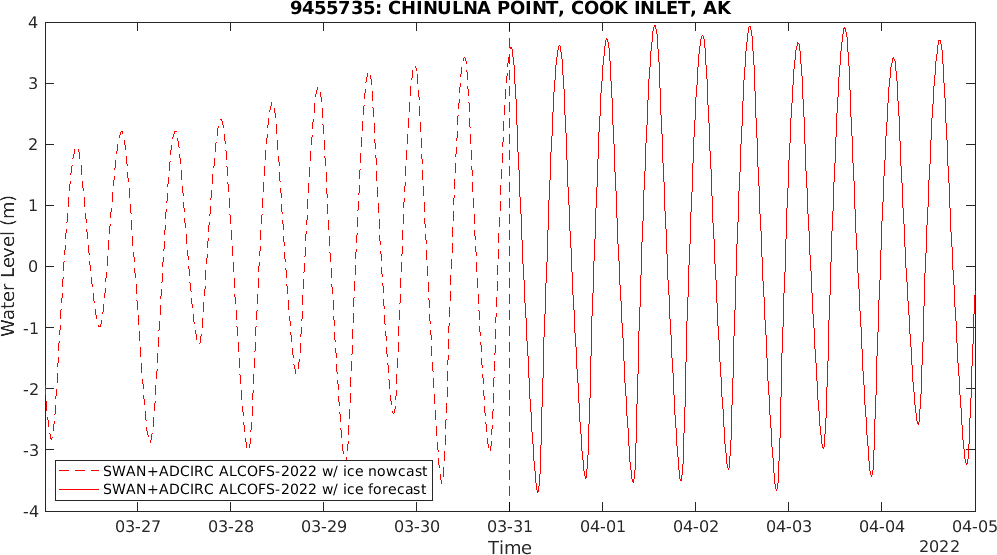 9455735: CHINULNA POINT, COOK INLET, AK
4
3
2
1
0
-1
-2
-3
-4
Water Level (m)
SWAN+ADCIRC ALCOFS-2022 w/ ice nowcast
SWAN+ADCIRC ALCOFS-2022 w/ ice forecast
03-27 03-28 03-29 03-30 03-31 04-01 04-02 04-03 04-04 04-05
Time
2022